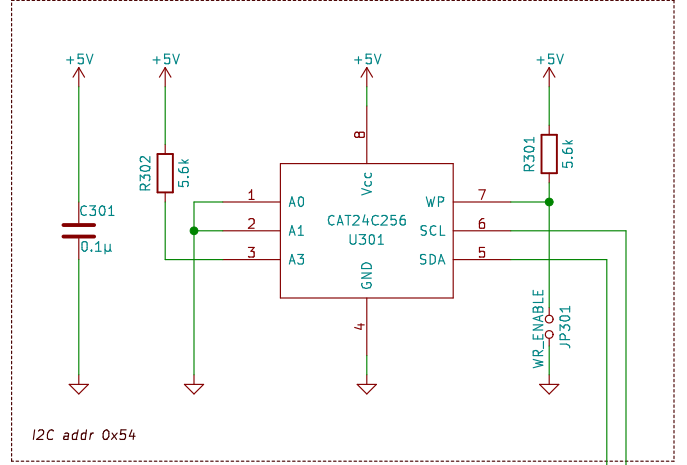 +5V
+5V
+5V
+5V
8
R302
5.6k
R301
5.6k
Vcc
1
A0
WP
7
C301
CAT24C256
2
A1
SCL
6
U301
0.1µ
3
A3
SDA
5
GND
4
WR_ENABLE
JP301
I2C addr 0x54